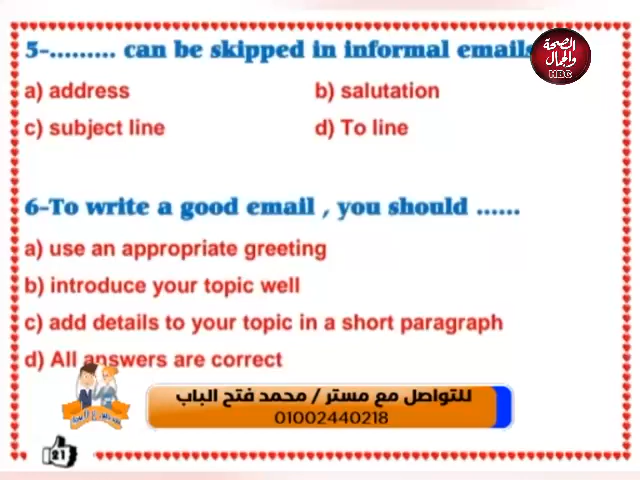 5-......... can be skipped in informal emails
الصحة
والجمال
HBC
a) address
b) salutation
c) subject line
d) To line
6-To write a good email , you should ......
a) use an appropriate greeting
b) introduce your topic well
c) add details to your topic in a short paragraph
d) All answers are correct
للتواصل مع مستر / محمد فتح الباب
01002440218
21